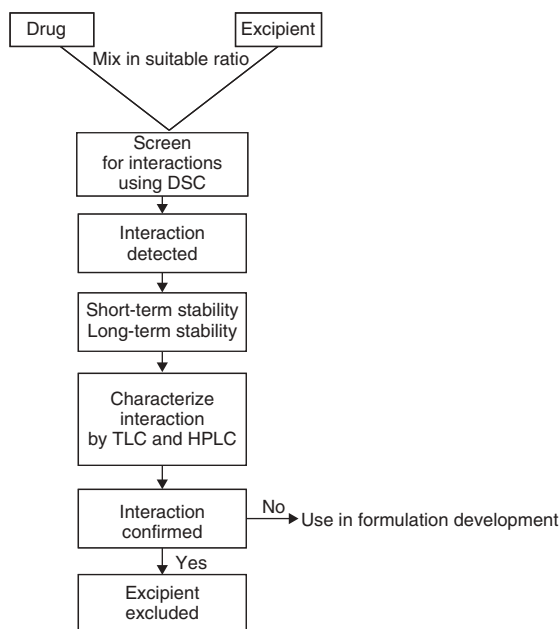 Drug
Excipient
Mix in suitable ratio
Screen
for interactions
using DSC
Interaction
detected
Short-term stability
Long-term stability
Characterize
interaction
by TLC and HPLC
Interaction
confirmed
No
Use in formulation development
Yes
Excipient
excluded